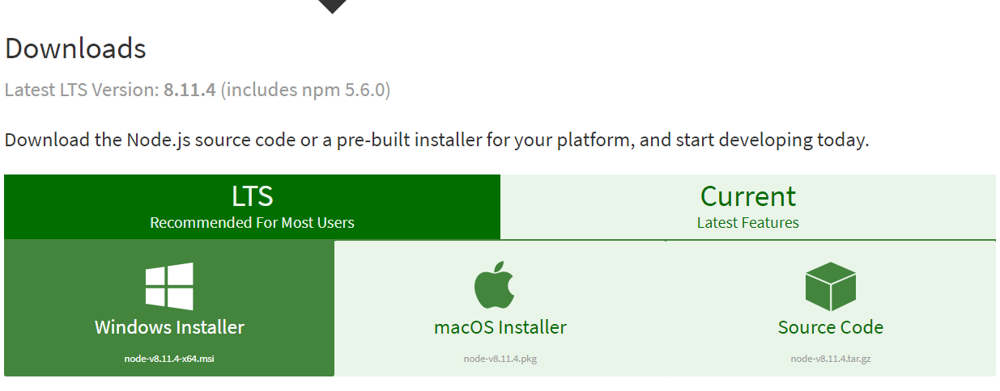 Downloads
Latest LTS Version: 8.11.4 (includes npm 5.6.0)
Download the Node.js source code or a pre-built installer for your platform, and start developing today.
LTS
Recommended For Most Users
Current
Latest Features
Windows Installer
node-v8.11.4-x64.msi
macOS Installer
node-v8.11.4.pkg
Source Code
node-v8.11.4.tar.gz